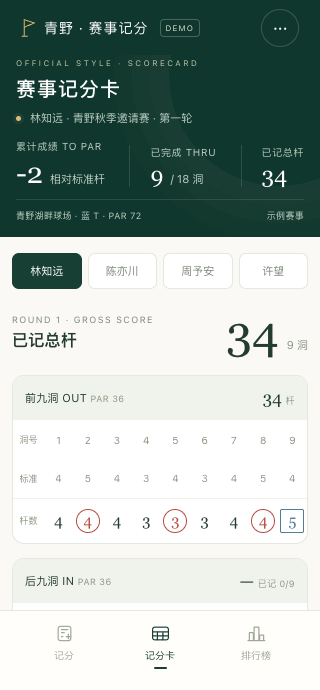 青野 · 赛事记分 DEMO
OFFICIAL STYLE · SCORECARD
赛事记分卡
林知远 · 青野秋季邀请赛 · 第一轮
累计成绩 TO PAR 已完成 THRU 已记总杆
-2 相对标准杆 9 / 18 洞 34
青野湖畔球场 · 蓝 T · PAR 72 示例赛事
林知远 陈亦川 周予安 许望
ROUND 1 · GROSS SCORE
已记总杆 34 9 洞
前九洞 OUT PAR 36 34 杆
洞号 1 2 3 4 5 6 7 8 9
标准 4 5 4 3 4 3 4 5 4
杆数 4 4 4 3 3 3 4 4 5
后九洞 IN PAR 36 — 已记 0/9
记分 记分卡 排行榜